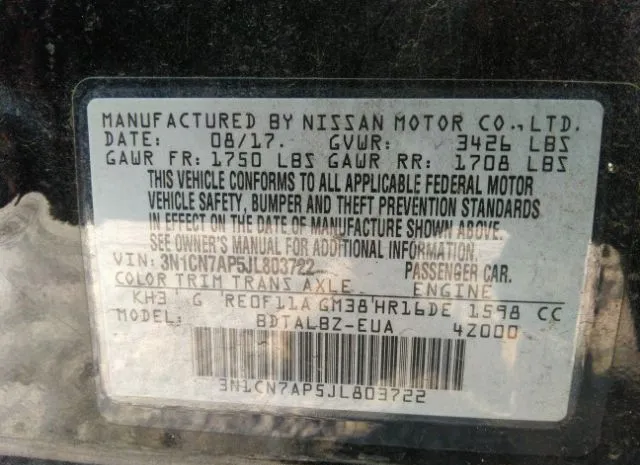 MANUFACTURED BY NISSAN MOTOR CO., LTD.
DATE: 08/17. GVWR: 3426 LBS
GAWR FR: 1750 LBS GAWR RR: 1708 LBS
THIS VEHICLE CONFORMS TO ALL APPLICABLE FEDERAL MOTOR
VEHICLE SAFETY, BUMPER AND THEFT PREVENTION STANDARDS
IN EFFECT ON THE DATE OF MANUFACTURE SHOWN ABOVE.
SEE OWNER'S MANUAL FOR ADDITIONAL INFORMATION.
VIN: 3N1CN7AP5JL803722 PASSENGER CAR
COLOR TRIM TRANS AXLE ENGINE
KH3 G RE0F11A GM38 HR16DE 1598 CC
MODEL: BDTALBZ-EUA 42000
3N1CN7AP5JL803722